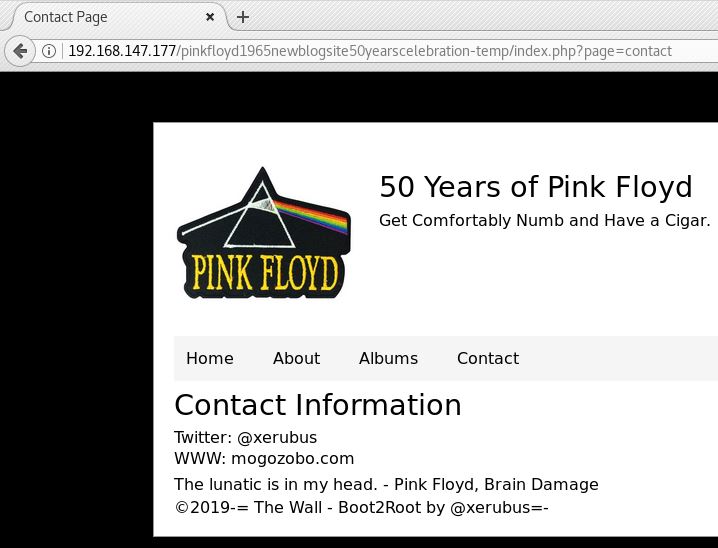 Contact Page
192.168.147.177/pinkfloyd1965newblogsite50yearscelebration-temp/index.php?page=contact
PINK FLOYD
50 Years of Pink Floyd
Get Comfortably Numb and Have a Cigar.
Home About Albums Contact
Contact Information
Twitter: @xerubus
WWW: mogozobo.com
The lunatic is in my head. - Pink Floyd, Brain Damage
©2019-= The Wall - Boot2Root by @xerubus=-